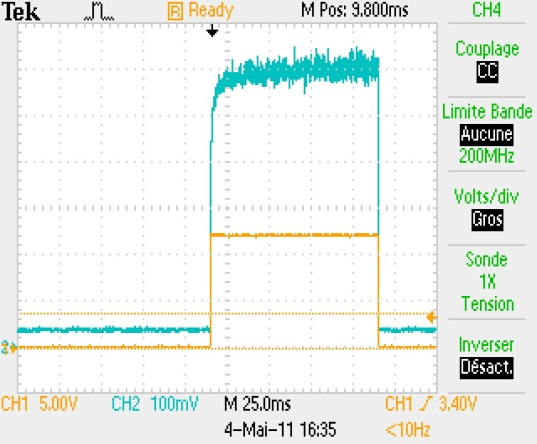 Tek R Ready M Pos: 9.800ms CH4
Couplage
CC
Limite Bande
Aucune
200MHz
Volts/div
Gros
Sonde
1X
Tension
Inverser
Désact.
2
CH1 5.00V CH2 100mV M 25.0ms CH1 3.40V
4-Mai-11 16:35 <10Hz